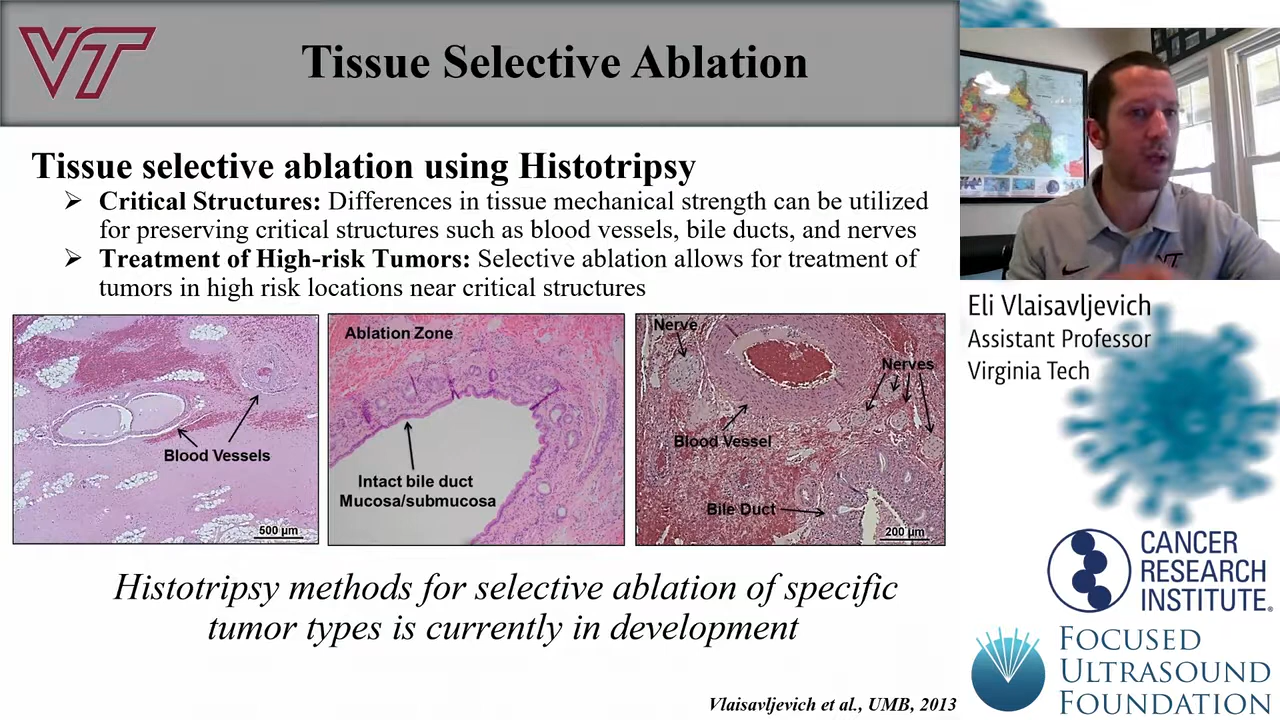 VT
Tissue Selective Ablation
Tissue selective ablation using Histotripsy
➢ Critical Structures: Differences in tissue mechanical strength can be utilized
for preserving critical structures such as blood vessels, bile ducts, and nerves
➢ Treatment of High-risk Tumors: Selective ablation allows for treatment of
tumors in high risk locations near critical structures
Blood Vessels
500 µm
Ablation Zone
Intact bile duct
Mucosa/submucosa
Nerve
Nerves
Blood Vessel
Bile Duct
200 µm
Histotripsy methods for selective ablation of specific
tumor types is currently in development
Vlaisavljevich et al., UMB, 2013
VT
Eli Vlaisavljevich
Assistant Professor
Virginia Tech
CANCER
RESEARCH
INSTITUTE®
FOCUSED
ULTRASOUND
FOUNDATION